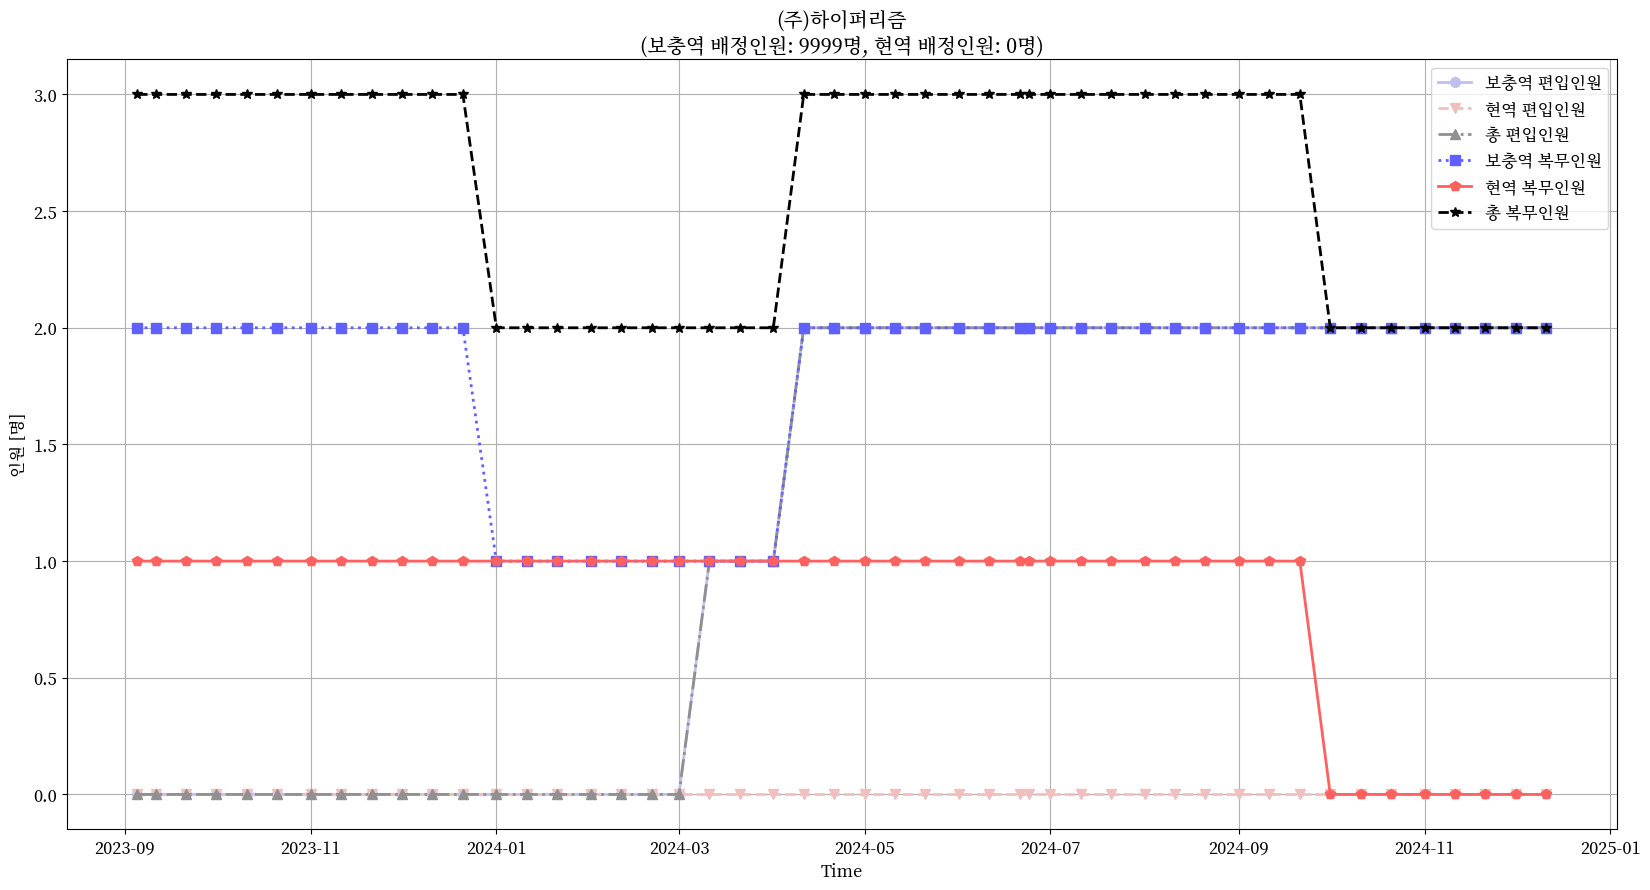 (주)하이퍼리즘
(보충역 배정인원: 9999명, 현역 배정인원: 0명)
보충역 편입인원
현역 편입인원
총 편입인원
보충역 복무인원
현역 복무인원
총 복무인원
인원 [명]
3.0
2.5
2.0
1.5
1.0
0.5
0.0
2023-09
2023-11
2024-01
2024-03
2024-05
2024-07
2024-09
2024-11
2025-01
Time